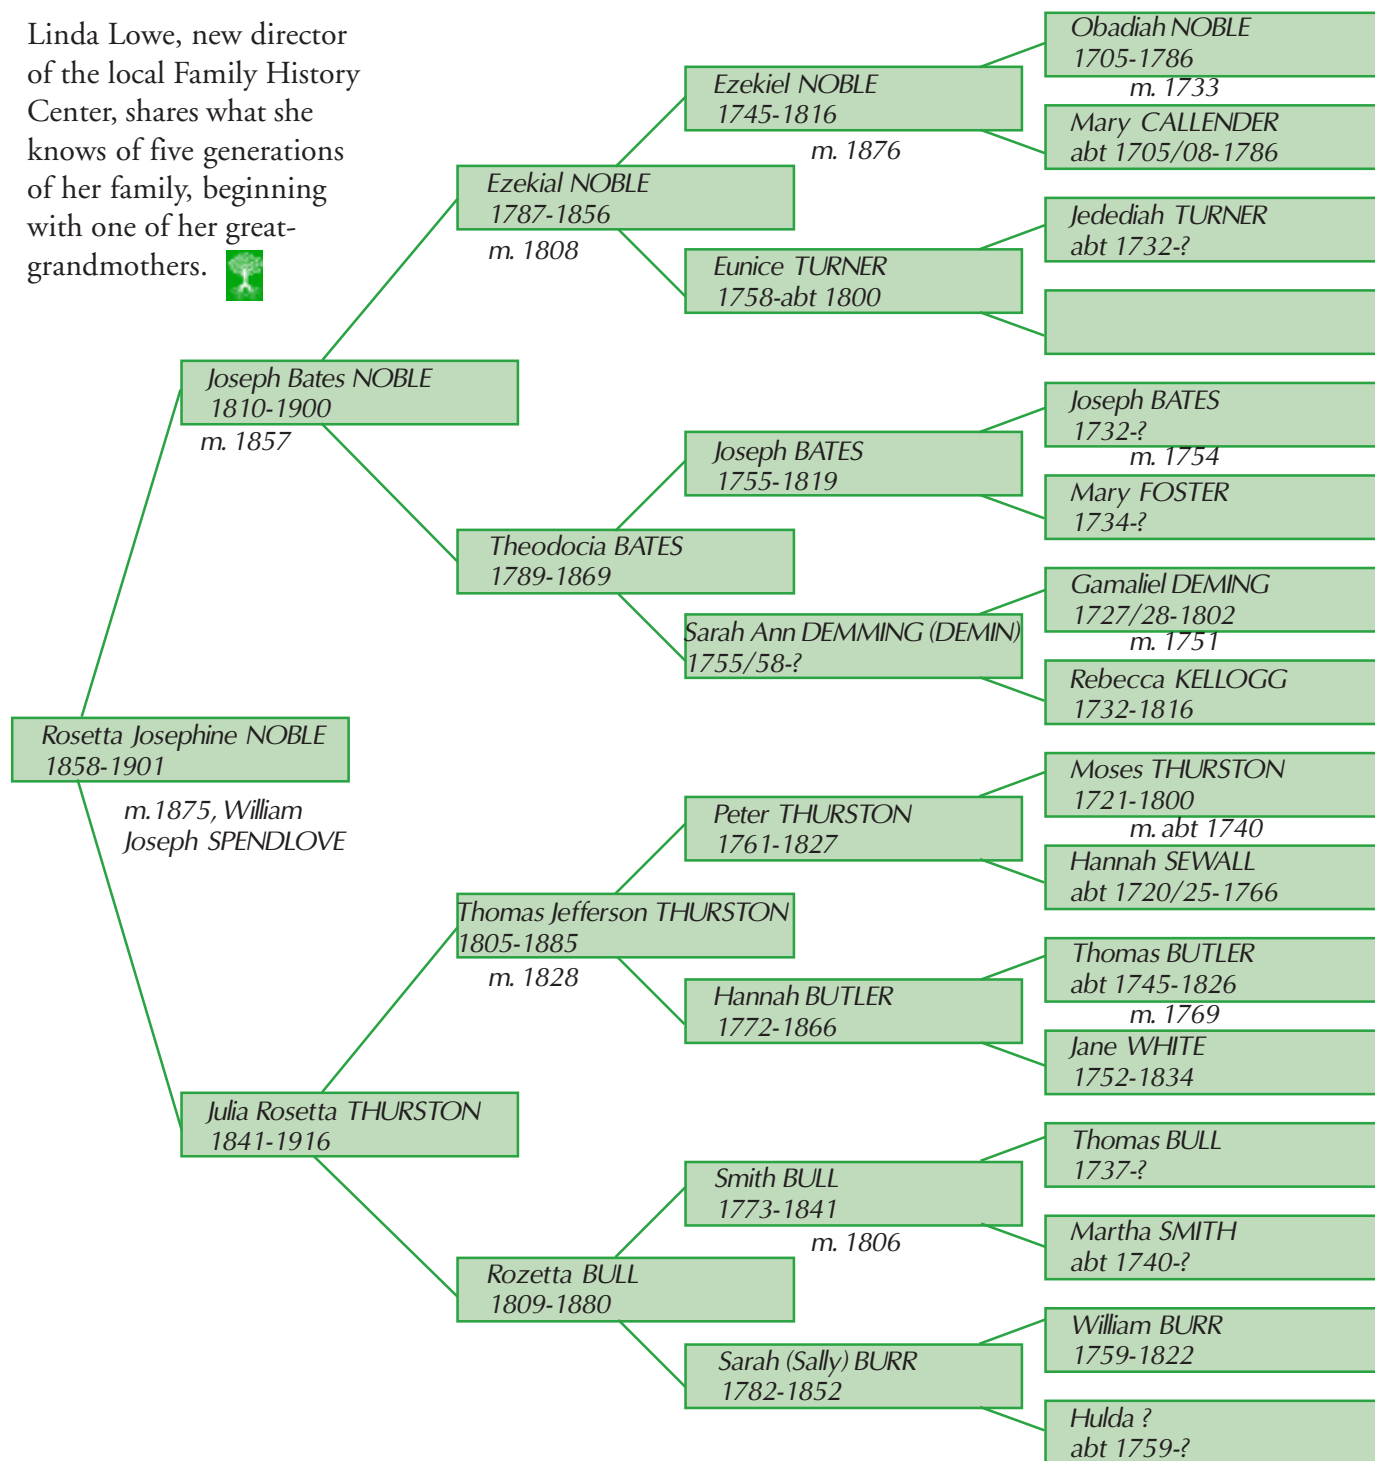 Linda Lowe, new director
of the local Family History
Center, shares what she
knows of five generations
of her family, beginning
with one of her great-
grandmothers.
Rosetta Josephine NOBLE
1858-1901
m.1875, William
Joseph SPENDLOVE
Joseph Bates NOBLE
1810-1900
m. 1857
Julia Rosetta THURSTON
1841-1916
Ezekial NOBLE
1787-1856
m. 1808
Theodocia BATES
1789-1869
Thomas Jefferson THURSTON
1805-1885
m. 1828
Rozetta BULL
1809-1880
Ezekiel NOBLE
1745-1816
m. 1876
Eunice TURNER
1758-abt 1800
Joseph BATES
1755-1819
Sarah Ann DEMMING (DEMIN)
1755/58-?
Peter THURSTON
1761-1827
Hannah BUTLER
1772-1866
Smith BULL
1773-1841
m. 1806
Sarah (Sally) BURR
1782-1852
Obadiah NOBLE
1705-1786
m. 1733
Mary CALLENDER
abt 1705/08-1786
Jedediah TURNER
abt 1732-?
Joseph BATES
1732-?
m. 1754
Mary FOSTER
1734-?
Gamaliel DEMING
1727/28-1802
m. 1751
Rebecca KELLOGG
1732-1816
Moses THURSTON
1721-1800
m. abt 1740
Hannah SEWALL
abt 1720/25-1766
Thomas BUTLER
abt 1745-1826
m. 1769
Jane WHITE
1752-1834
Thomas BULL
1737-?
Martha SMITH
abt 1740-?
William BURR
1759-1822
Hulda ?
abt 1759-?